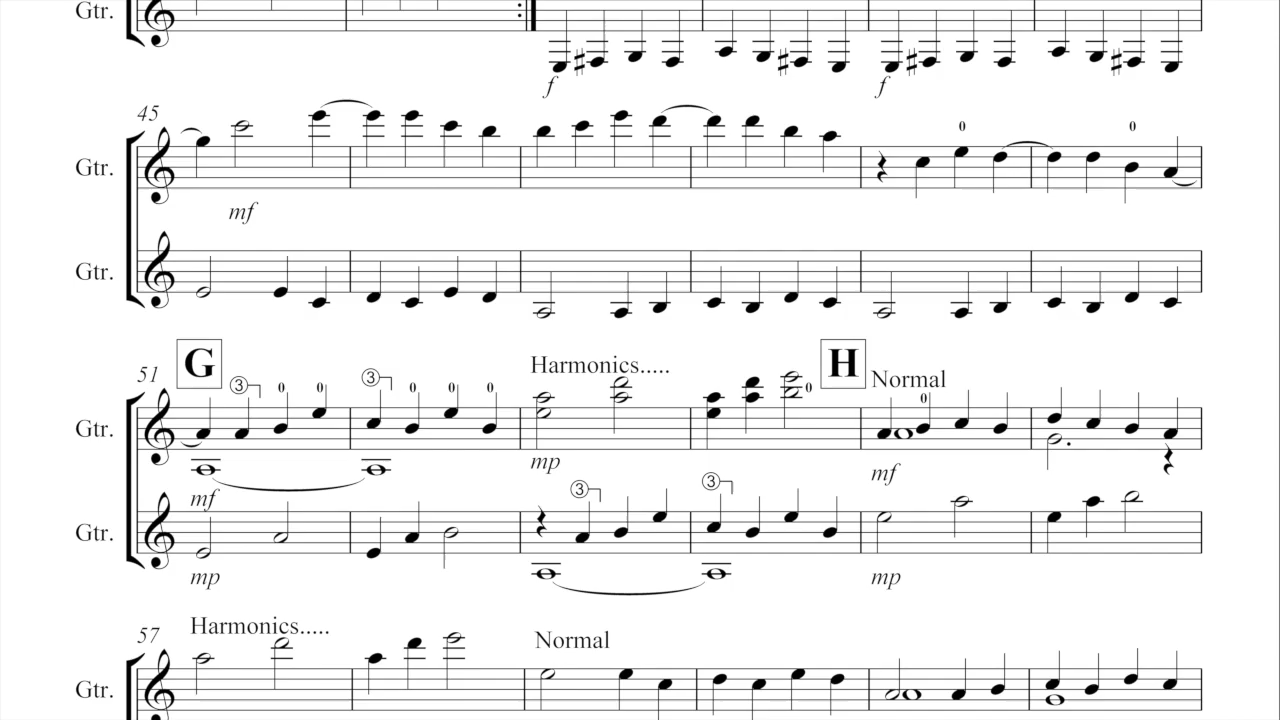 Gtr.
f f
45
0 0
Gtr.
mf
Gtr.
G H
51 Harmonics..... Normal
3 0 0 3 0 0 0 0 0
Gtr.
mp mf
mf 3 3
Gtr.
mp mp
57 Harmonics..... Normal
Gtr.